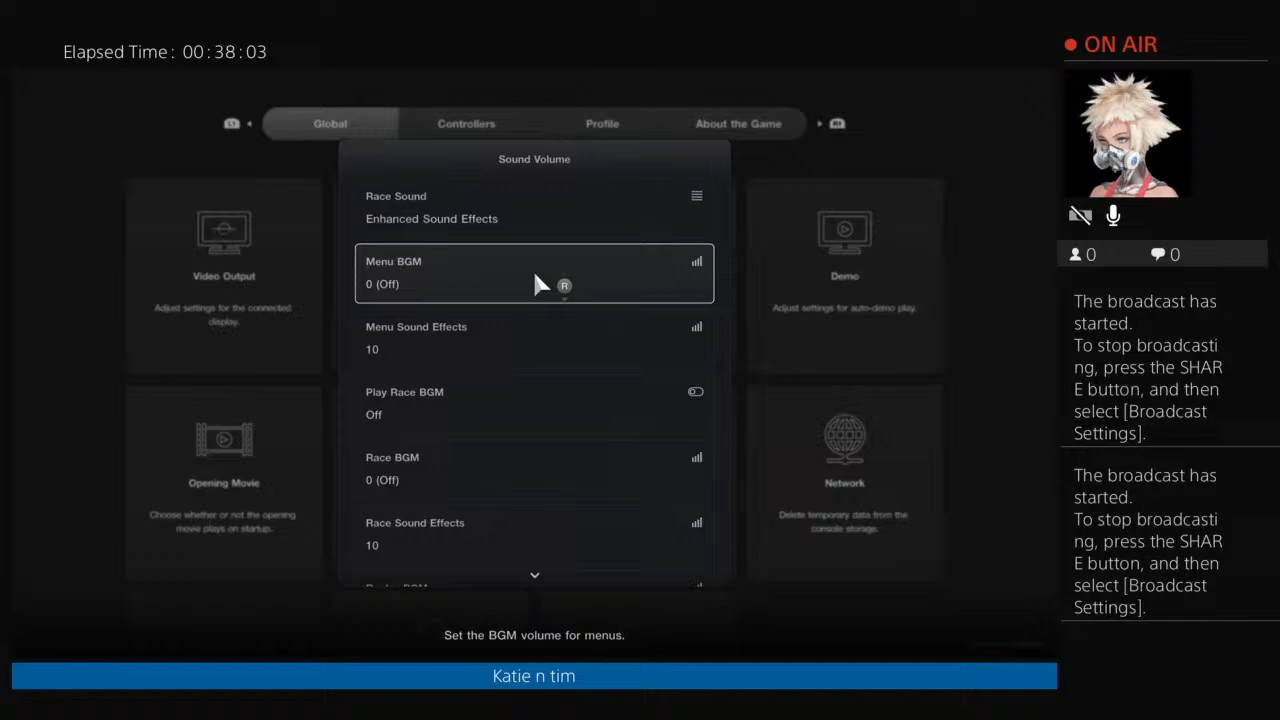 Elapsed Time: 00:38:03
ON AIR
L1
Global
Controllers
Profile
About the Game
R1
Sound Volume
Race Sound
Enhanced Sound Effects
Menu BGM
0 (Off)
R
Menu Sound Effects
10
Play Race BGM
Off
Race BGM
0 (Off)
Race Sound Effects
10
Video Output
Adjust settings for the connected
display.
Demo
Adjust settings for auto-demo play.
Opening Movie
Choose whether or not the opening
movie plays on startup.
Network
Delete temporary data from the
console storage.
Set the BGM volume for menus.
Katie n tim
0
0
The broadcast has
started.
To stop broadcasti
ng, press the SHAR
E button, and then
select [Broadcast
Settings].
The broadcast has
started.
To stop broadcasti
ng, press the SHAR
E button, and then
select [Broadcast
Settings].